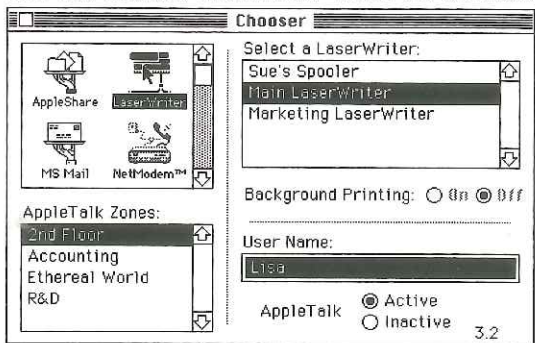 Chooser
AppleShare
LaserWriter
MS Mail
NetModem™
AppleTalk Zones:
2nd Floor
Accounting
Ethereal World
R&D
Select a LaserWriter:
Sue's Spooler
Main LaserWriter
Marketing LaserWriter
Background Printing: On Off
User Name:
Lisa
AppleTalk
Active
Inactive
3.2